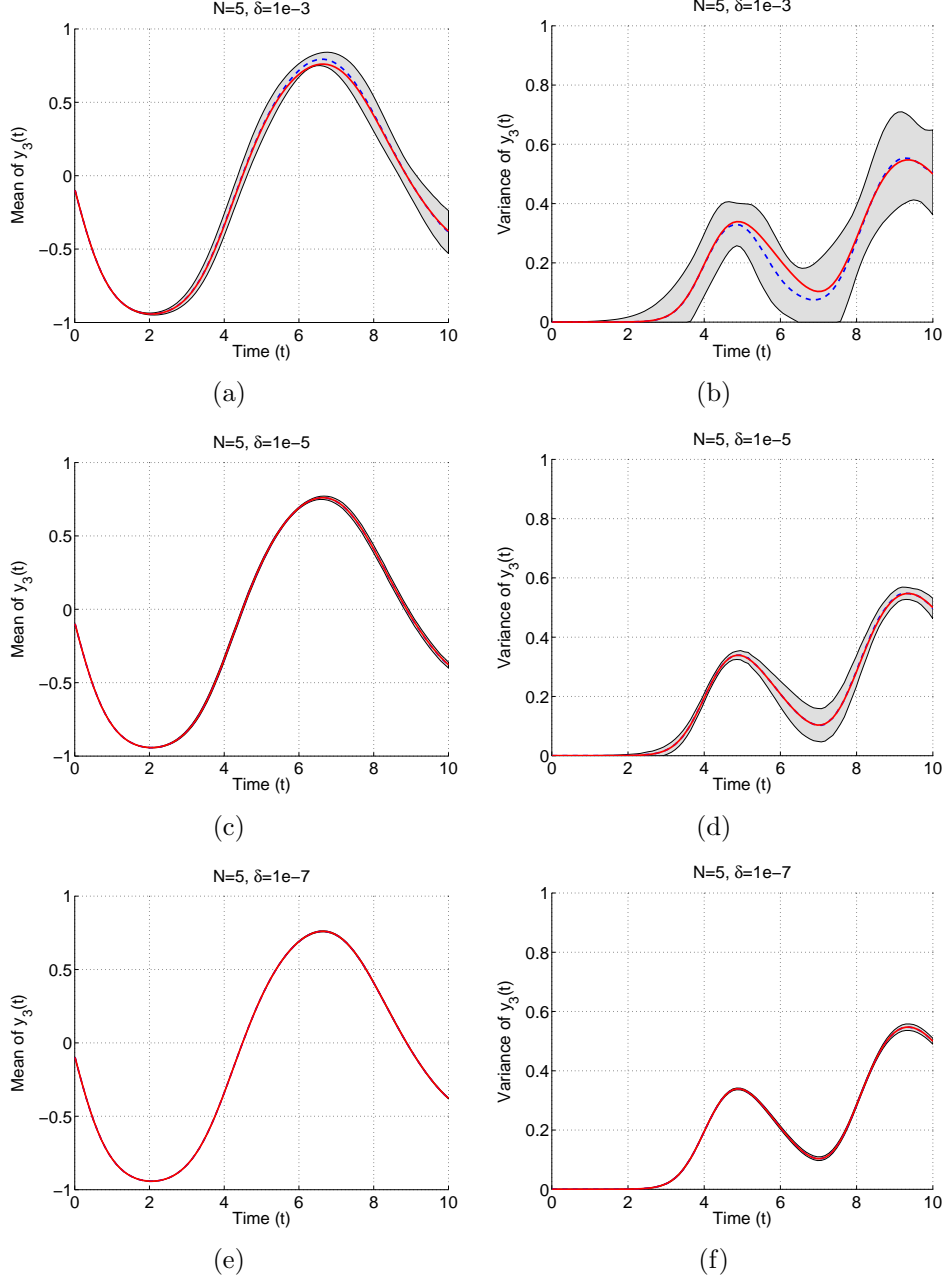 N=5, δ=1e−3
Mean of y_3(t)
1
0.5
0
−0.5
−1
0 2 4 6 8 10
Time (t)
(a)
N=5, δ=1e−3
Variance of y_3(t)
1
0.8
0.6
0.4
0.2
0
0 2 4 6 8 10
Time (t)
(b)
N=5, δ=1e−5
Mean of y_3(t)
1
0.5
0
−0.5
−1
0 2 4 6 8 10
Time (t)
(c)
N=5, δ=1e−5
Variance of y_3(t)
1
0.8
0.6
0.4
0.2
0
0 2 4 6 8 10
Time (t)
(d)
N=5, δ=1e−7
Mean of y_3(t)
1
0.5
0
−0.5
−1
0 2 4 6 8 10
Time (t)
(e)
N=5, δ=1e−7
Variance of y_3(t)
1
0.8
0.6
0.4
0.2
0
0 2 4 6 8 10
Time (t)
(f)